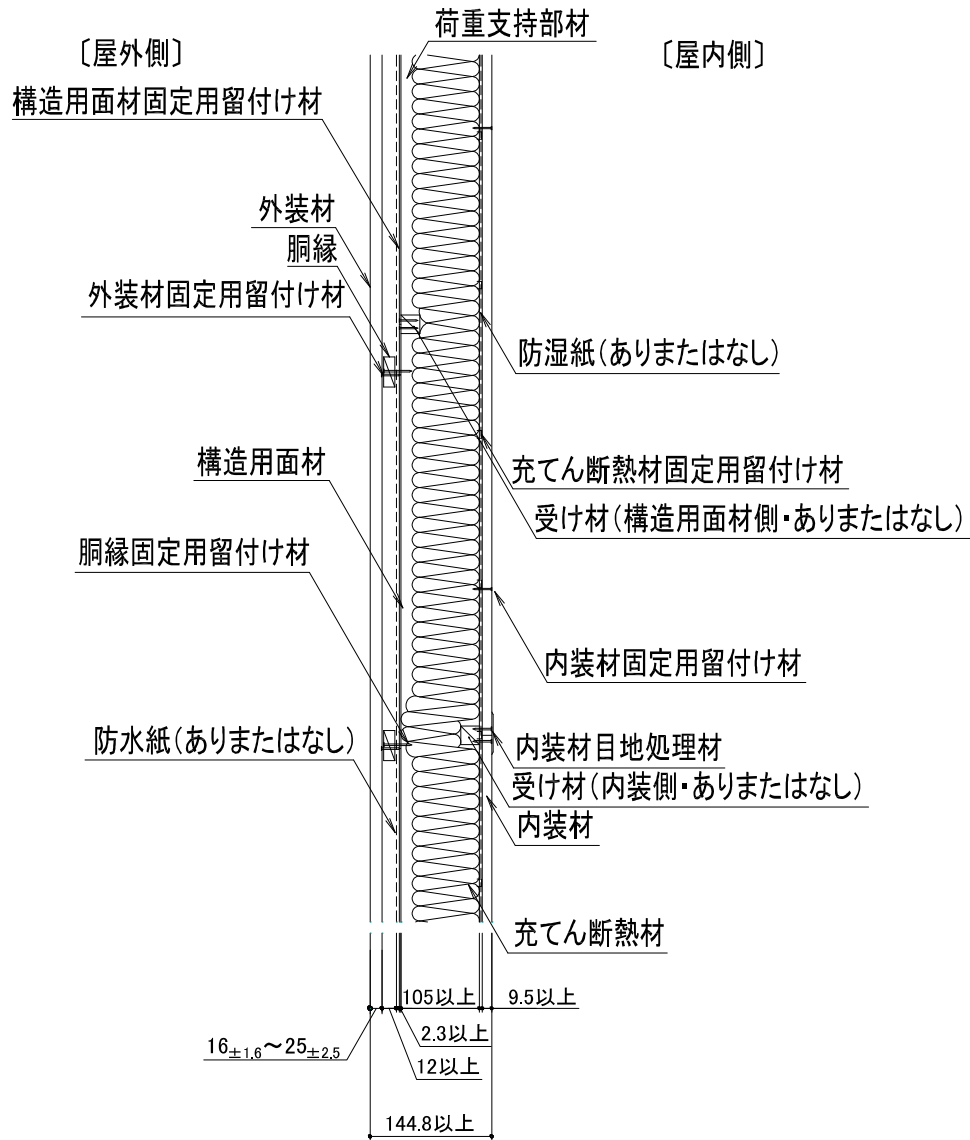 荷重支持部材
〔屋外側〕
〔屋内側〕
構造用面材固定用留付け材
外装材
胴縁
外装材固定用留付け材
防湿紙(ありまたはなし)
構造用面材
充てん断熱材固定用留付け材
受け材(構造用面材側・ありまたはなし)
胴縁固定用留付け材
内装材固定用留付け材
防水紙(ありまたはなし)
内装材目地処理材
受け材(内装側・ありまたはなし)
内装材
充てん断熱材
105以上
9.5以上
2.3以上
16±1.6～25±2.5
12以上
144.8以上